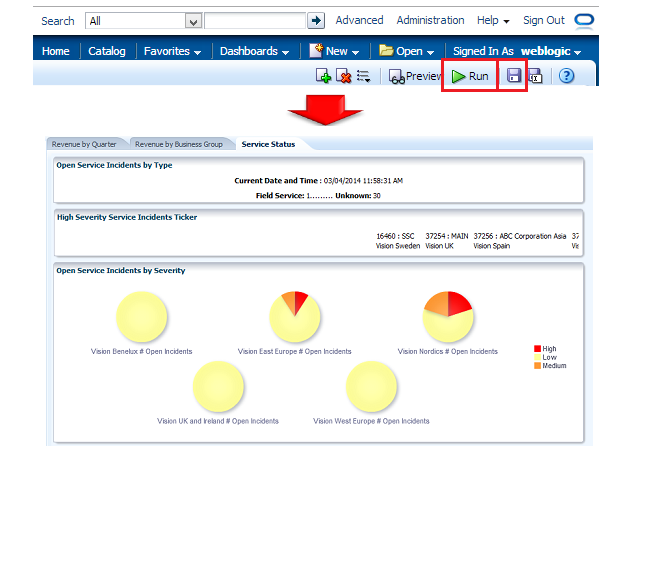 Search All Advanced Administration Help Sign Out
Home Catalog Favorites Dashboards New Open Signed In As weblogic
Preview Run
Revenue by Quarter Revenue by Business Group Service Status
Open Service Incidents by Type
Current Date and Time : 03/04/2014 11:58:31 AM
Field Service: 1......... Unknown: 30
High Severity Service Incidents Ticker
16460 : SSC 37254 : MAIN 37256 : ABC Corporation Asia 37
Vision Sweden Vision UK Vision Spain
Open Service Incidents by Severity
Vision Benelux # Open Incidents Vision East Europe # Open Incidents Vision Nordics # Open Incidents
High
Low
Medium
Vision UK and Ireland # Open Incidents Vision West Europe # Open Incidents